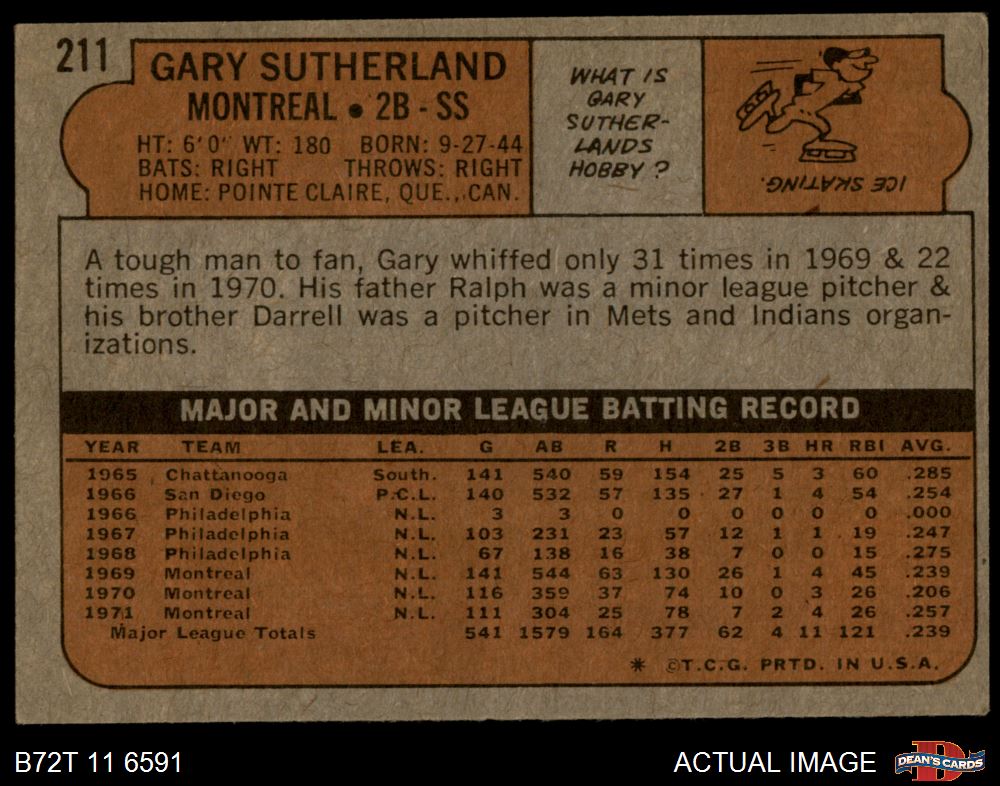 211
GARY SUTHERLAND
MONTREAL • 2B - SS
HT: 6'0" WT: 180 BORN: 9-27-44
BATS: RIGHT THROWS: RIGHT
HOME: POINTE CLAIRE, QUE., CAN.
WHAT IS
GARY
SUTHER-
LANDS
HOBBY ?
ICE SKATING.
A tough man to fan, Gary whiffed only 31 times in 1969 & 22
times in 1970. His father Ralph was a minor league pitcher &
his brother Darrell was a pitcher in Mets and Indians organ-
izations.
MAJOR AND MINOR LEAGUE BATTING RECORD
YEAR TEAM LEA. G AB R H 2B 3B HR RBI AVG.
1965 Chattanooga South. 141 540 59 154 25 5 3 60 .285
1966 San Diego P.C.L. 140 532 57 135 27 1 4 54 .254
1966 Philadelphia N.L. 3 3 0 0 0 0 0 0 .000
1967 Philadelphia N.L. 103 231 23 57 12 1 1 19 .247
1968 Philadelphia N.L. 67 138 16 38 7 0 0 15 .275
1969 Montreal N.L. 141 544 63 130 26 1 4 45 .239
1970 Montreal N.L. 116 359 37 74 10 0 3 26 .206
1971 Montreal N.L. 111 304 25 78 7 2 4 26 .257
Major League Totals 541 1579 164 377 62 4 11 121 .239
* ©T.C.G. PRTD. IN U.S.A.
B72T 11 6591
ACTUAL IMAGE
D
DEAN'S CARDS